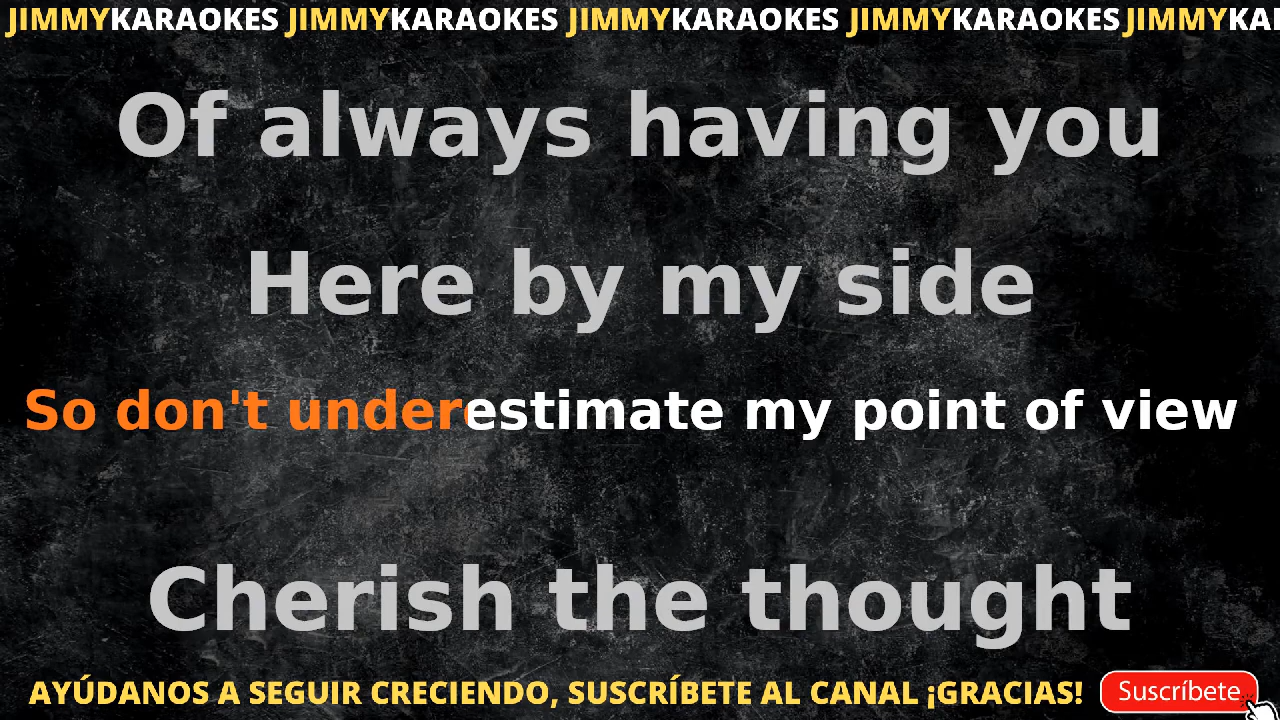 JIMMYKARAOKES JIMMYKARAOKES JIMMYKARAOKES JIMMYKARAOKES JIMMYKAI
Of always having you
Here by my side
So don't underestimate my point of view
Cherish the thought
AYÚDANOS A SEGUIR CRECIENDO, SUSCRÍBETE AL CANAL ¡GRACIAS! Suscríbete